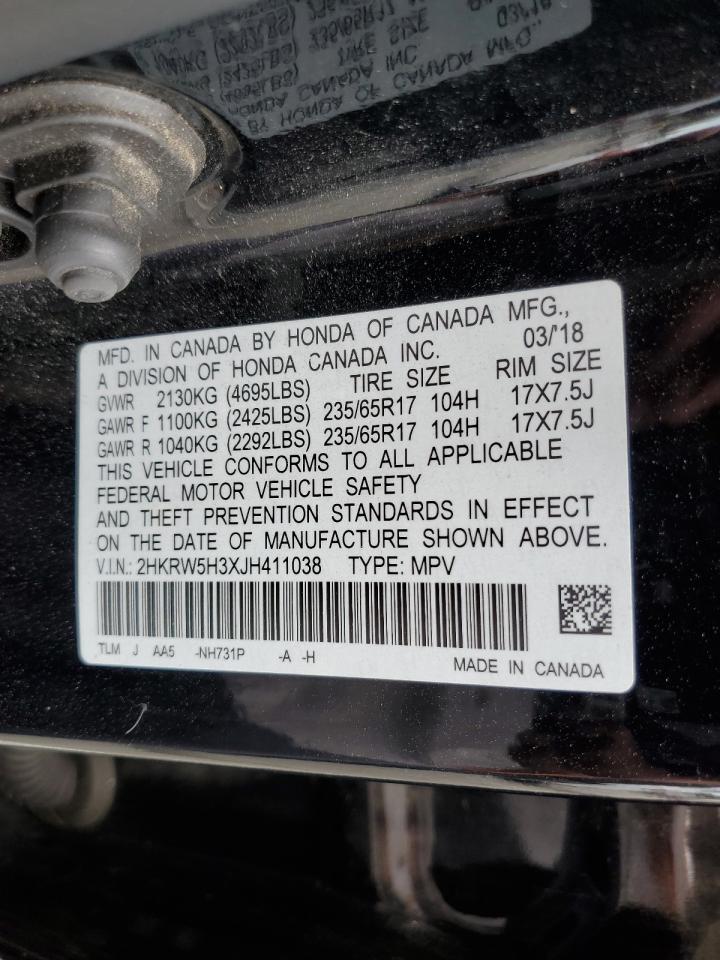 MFD. IN CANADA BY HONDA OF CANADA MFG.,
A DIVISION OF HONDA CANADA INC. 03/'18
GVWR 2130KG (4695LBS) TIRE SIZE RIM SIZE
GAWR F 1100KG (2425LBS) 235/65R17 104H 17X7.5J
GAWR R 1040KG (2292LBS) 235/65R17 104H 17X7.5J
THIS VEHICLE CONFORMS TO ALL APPLICABLE
FEDERAL MOTOR VEHICLE SAFETY
AND THEFT PREVENTION STANDARDS IN EFFECT
ON THE DATE OF MANUFACTURE SHOWN ABOVE.
V.I.N.: 2HKRW5H3XJH411038 TYPE: MPV
TLM J AA5 -NH731P -A -H
MADE IN CANADA